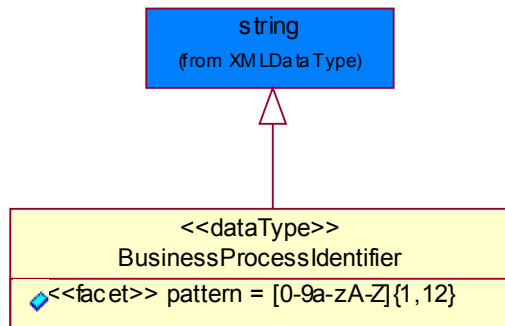 string
(from XMLDataType)
<<dataType>>
BusinessProcessIdentifier
<<facet>> pattern = [0-9a-zA-Z]{1,12}